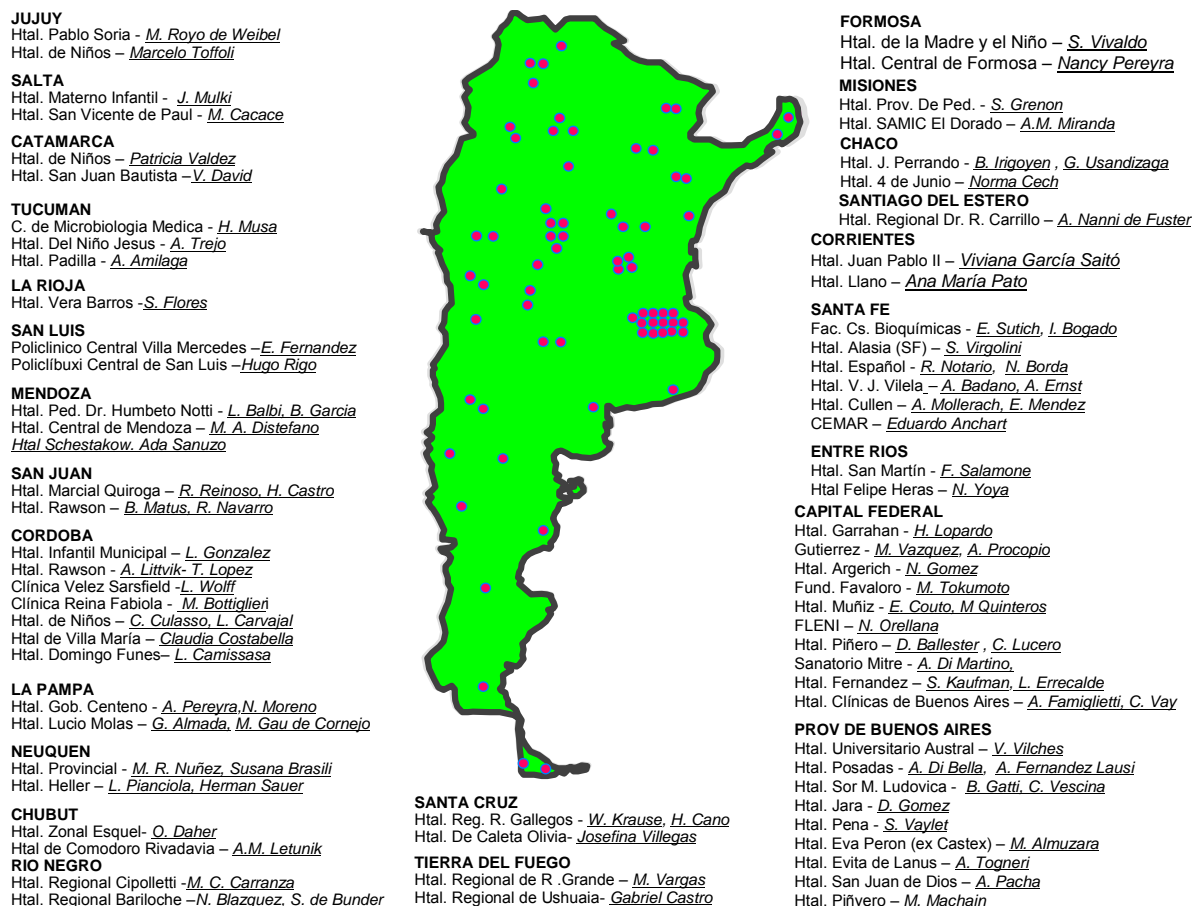 JUJUY
Htal. Pablo Soria - M. Royo de Weibel
Htal. de Niños – Marcelo Toffoli
SALTA
Htal. Materno Infantil - J. Mulki
Htal. San Vicente de Paul - M. Cacace
CATAMARCA
Htal. de Niños – Patricia Valdez
Htal. San Juan Bautista –V. David
TUCUMAN
C. de Microbiologia Medica - H. Musa
Htal. Del Niño Jesus - A. Trejo
Htal. Padilla - A. Amilaga
LA RIOJA
Htal. Vera Barros -S. Flores
SAN LUIS
Policlinico Central Villa Mercedes –E. Fernandez
Policlíbuxi Central de San Luis –Hugo Rigo
MENDOZA
Htal. Ped. Dr. Humbeto Notti - L. Balbi, B. Garcia
Htal. Central de Mendoza – M. A. Distefano
Htal Schestakow. Ada Sanuzo
SAN JUAN
Htal. Marcial Quiroga – R. Reinoso, H. Castro
Htal. Rawson – B. Matus, R. Navarro
CORDOBA
Htal. Infantil Municipal – L. Gonzalez
Htal. Rawson - A. Littvik- T. Lopez
Clínica Velez Sarsfield -L. Wolff
Clínica Reina Fabiola - M. Bottiglieri
Htal. de Niños – C. Culasso, L. Carvajal
Htal de Villa María – Claudia Costabella
Htal. Domingo Funes– L. Camissasa
LA PAMPA
Htal. Gob. Centeno - A. Pereyra,N. Moreno
Htal. Lucio Molas - G. Almada, M. Gau de Cornejo
NEUQUEN
Htal. Provincial - M. R. Nuñez, Susana Brasili
Htal. Heller – L. Pianciola, Herman Sauer
CHUBUT
Htal. Zonal Esquel- O. Daher
Htal de Comodoro Rivadavia – A.M. Letunik
RIO NEGRO
Htal. Regional Cipolletti -M. C. Carranza
Htal. Regional Bariloche –N. Blazquez, S. de Bunder
SANTA CRUZ
Htal. Reg. R. Gallegos - W. Krause, H. Cano
Htal. De Caleta Olivia- Josefina Villegas
TIERRA DEL FUEGO
Htal. Regional de R .Grande – M. Vargas
Htal. Regional de Ushuaia- Gabriel Castro
FORMOSA
Htal. de la Madre y el Niño – S. Vivaldo
Htal. Central de Formosa – Nancy Pereyra
MISIONES
Htal. Prov. De Ped. - S. Grenon
Htal. SAMIC El Dorado – A.M. Miranda
CHACO
Htal. J. Perrando - B. Irigoyen , G. Usandizaga
Htal. 4 de Junio – Norma Cech
SANTIAGO DEL ESTERO
Htal. Regional Dr. R. Carrillo – A. Nanni de Fuster
CORRIENTES
Htal. Juan Pablo II – Viviana García Saitó
Htal. Llano – Ana María Pato
SANTA FE
Fac. Cs. Bioquímicas - E. Sutich, I. Bogado
Htal. Alasia (SF) – S. Virgolini
Htal. Español - R. Notario, N. Borda
Htal. V. J. Vilela – A. Badano, A. Ernst
Htal. Cullen – A. Mollerach, E. Mendez
CEMAR – Eduardo Anchart
ENTRE RIOS
Htal. San Martín - F. Salamone
Htal Felipe Heras – N. Yoya
CAPITAL FEDERAL
Htal. Garrahan - H. Lopardo
Gutierrez - M. Vazquez, A. Procopio
Htal. Argerich - N. Gomez
Fund. Favaloro - M. Tokumoto
Htal. Muñiz - E. Couto, M Quinteros
FLENI – N. Orellana
Htal. Piñero – D. Ballester , C. Lucero
Sanatorio Mitre - A. Di Martino,
Htal. Fernandez – S. Kaufman, L. Errecalde
Htal. Clínicas de Buenos Aires – A. Famiglietti, C. Vay
PROV DE BUENOS AIRES
Htal. Universitario Austral – V. Vilches
Htal. Posadas - A. Di Bella, A. Fernandez Lausi
Htal. Sor M. Ludovica - B. Gatti, C. Vescina
Htal. Jara - D. Gomez
Htal. Pena - S. Vaylet
Htal. Eva Peron (ex Castex) – M. Almuzara
Htal. Evita de Lanus - A. Togneri
Htal. San Juan de Dios – A. Pacha
Htal. Piñyero – M. Machain